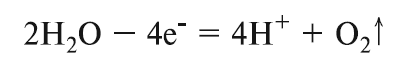 2H₂O − 4e⁻ = 4H⁺ + O₂↑